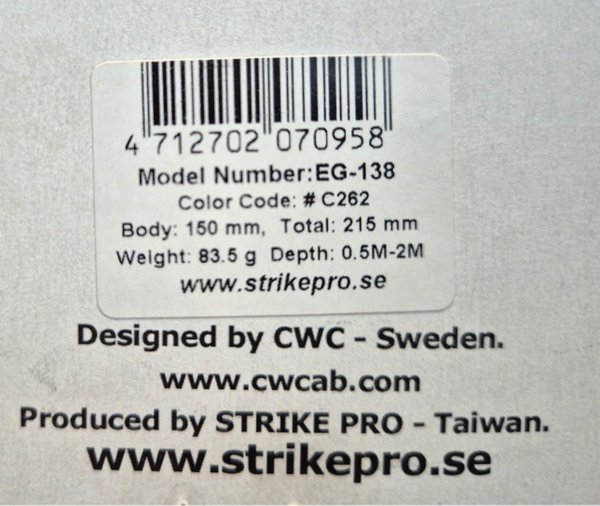 4 712702 070958
Model Number:EG-138
Color Code: # C262
Body: 150 mm, Total: 215 mm
Weight: 83.5 g Depth: 0.5M-2M
www.strikepro.se
Designed by CWC - Sweden.
www.cwcab.com
Produced by STRIKE PRO - Taiwan.
www.strikepro.se